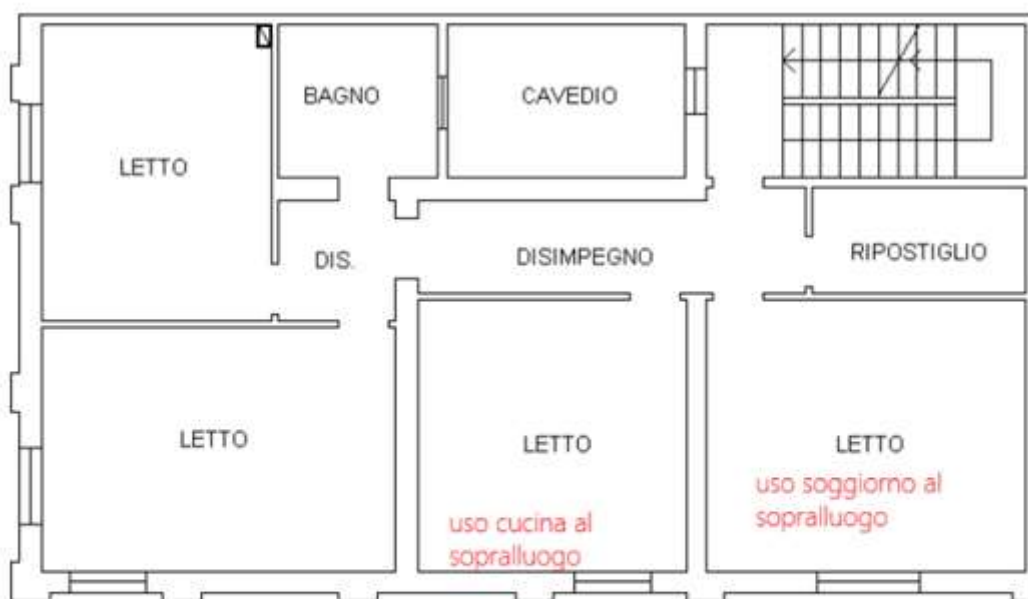 BAGNO
CAVEDIO
LETTO
DIS.
DISIMPEGNO
RIPOSTIGLIO
LETTO
LETTO
LETTO
uso cucina al
sopralluogo
uso soggiorno al
sopralluogo